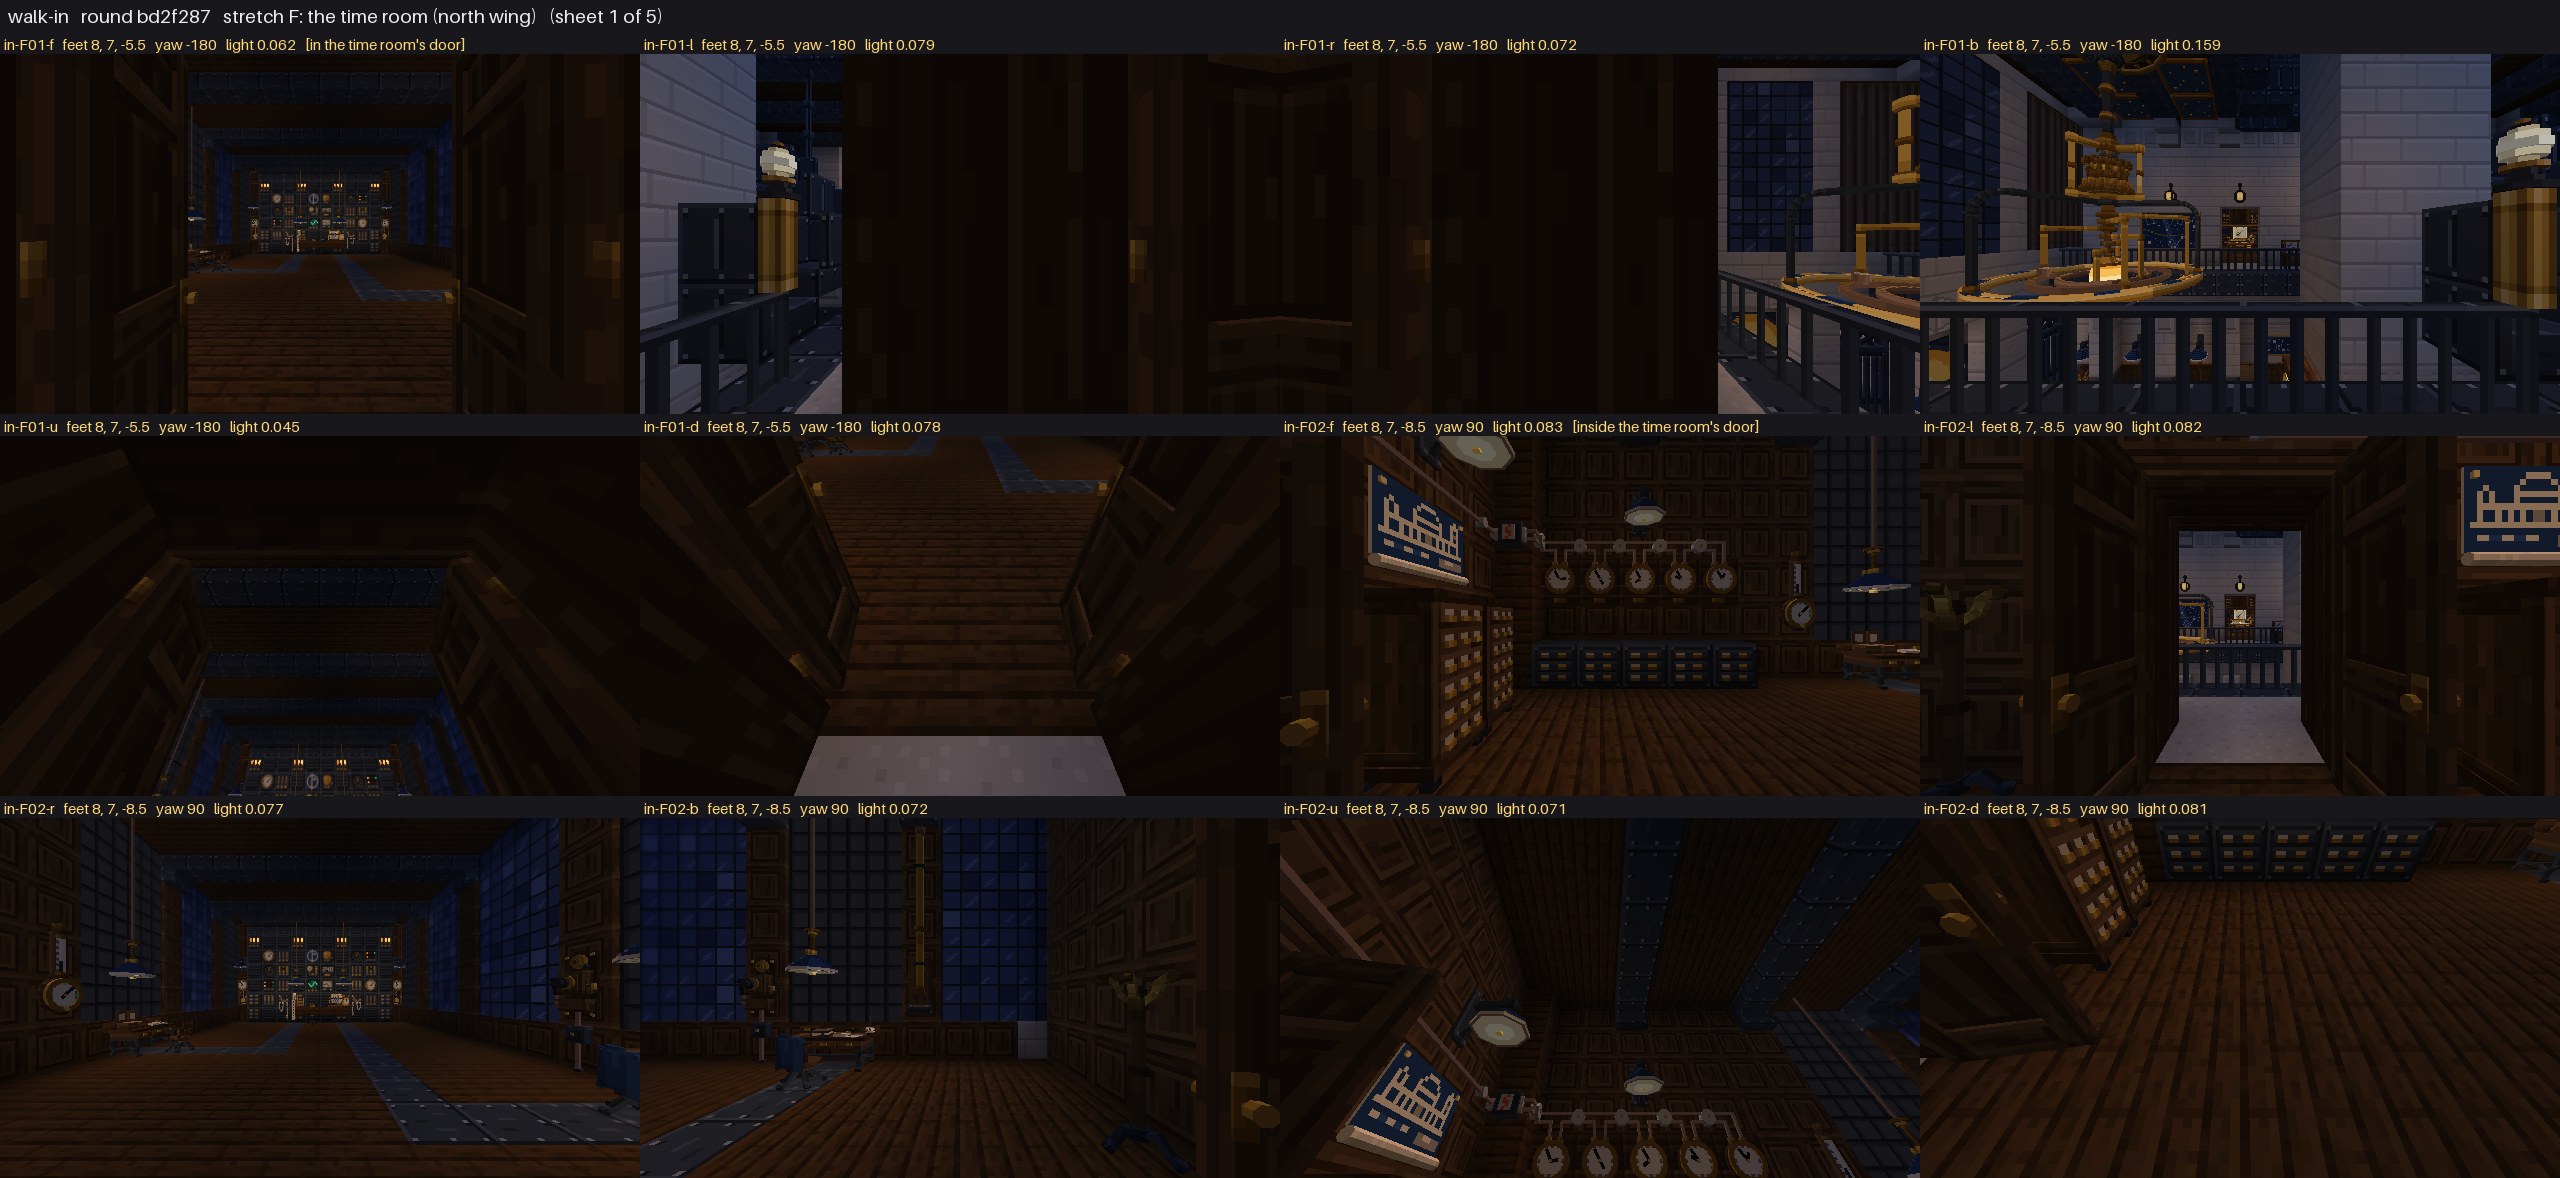 walk-in round bd2f287 stretch F: the time room (north wing) (sheet 1 of 5)
in-F01-f feet 8, 7, -5.5 yaw -180 light 0.062 [in the time room's door]
in-F01-l feet 8, 7, -5.5 yaw -180 light 0.079
in-F01-r feet 8, 7, -5.5 yaw -180 light 0.072
in-F01-b feet 8, 7, -5.5 yaw -180 light 0.159
in-F01-u feet 8, 7, -5.5 yaw -180 light 0.045
in-F01-d feet 8, 7, -5.5 yaw -180 light 0.078
in-F02-f feet 8, 7, -8.5 yaw 90 light 0.083 [inside the time room's door]
in-F02-l feet 8, 7, -8.5 yaw 90 light 0.082
in-F02-r feet 8, 7, -8.5 yaw 90 light 0.077
in-F02-b feet 8, 7, -8.5 yaw 90 light 0.072
in-F02-u feet 8, 7, -8.5 yaw 90 light 0.071
in-F02-d feet 8, 7, -8.5 yaw 90 light 0.081